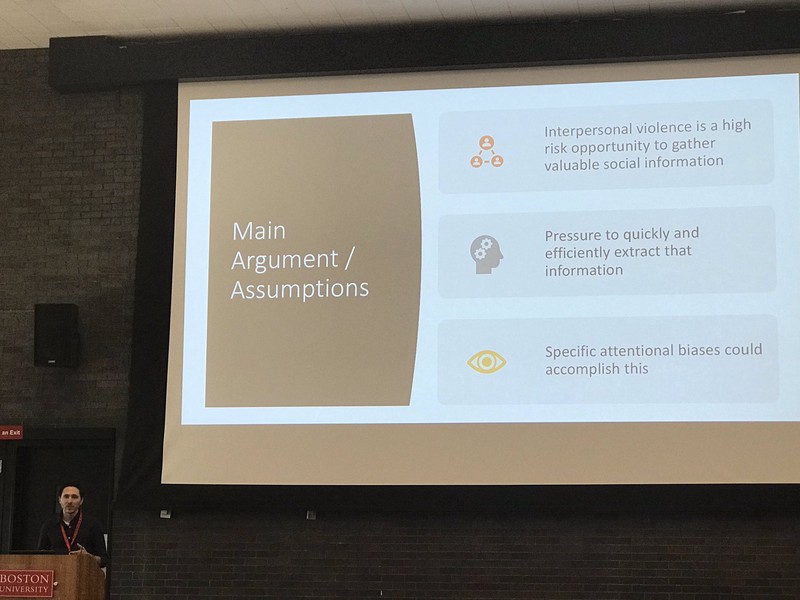 Main
Argument /
Assumptions
Interpersonal violence is a high
risk opportunity to gather
valuable social information
Pressure to quickly and
efficiently extract that
information
Specific attentional biases could
accomplish this
an Exit
BOSTON
UNIVERSITY